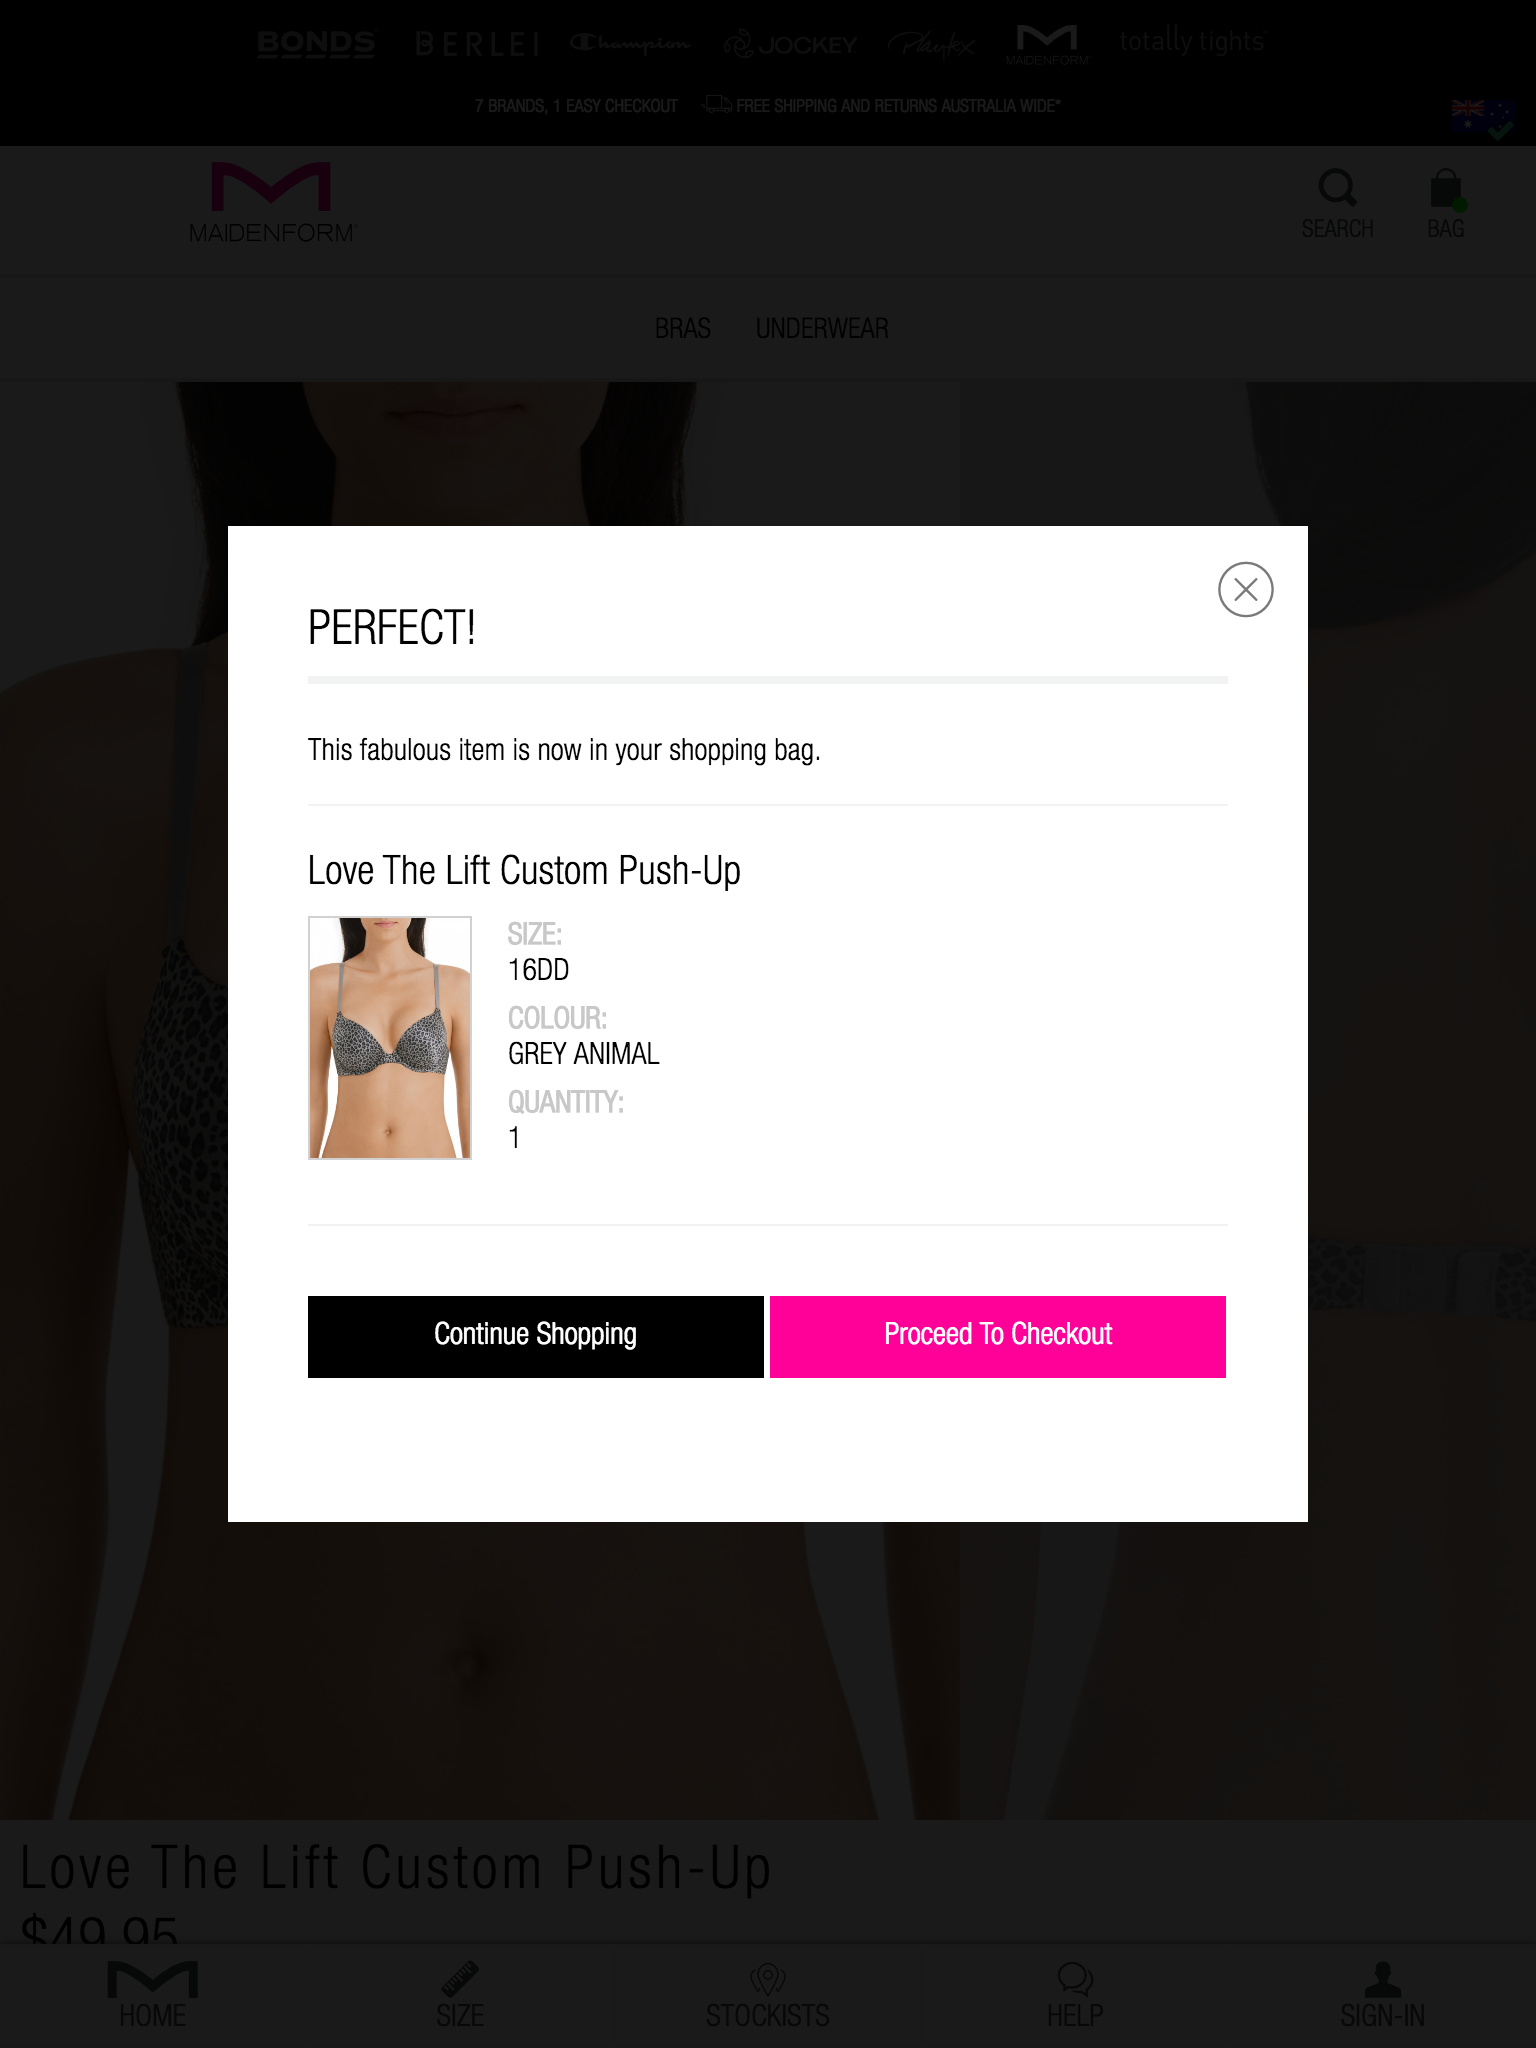 BONDS
BERLEI
Champion
JOCKEY
Playtex
MAIDENFORM
totally tights
7 BRANDS, 1 EASY CHECKOUT
FREE SHIPPING AND RETURNS AUSTRALIA WIDE*
MAIDENFORM
SEARCH
BAG
BRAS
UNDERWEAR
PERFECT!
This fabulous item is now in your shopping bag.
Love The Lift Custom Push-Up
SIZE:
16DD
COLOUR:
GREY ANIMAL
QUANTITY:
1
Continue Shopping
Proceed To Checkout
Love The Lift Custom Push-Up
$49.95
HOME
SIZE
STOCKISTS
HELP
SIGN-IN